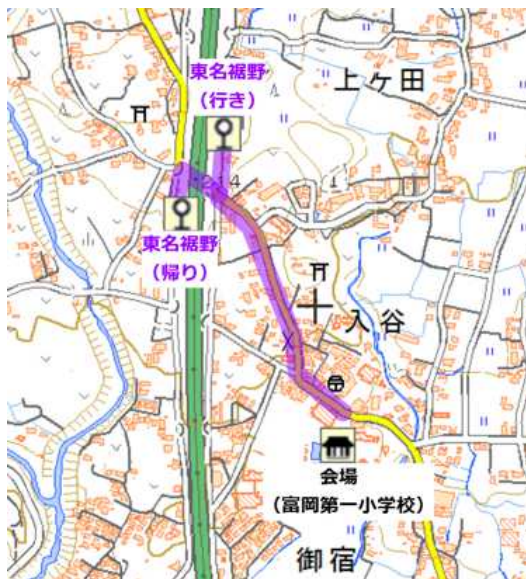 東名裾野
（行き）
上ヶ田
東名裾野
（帰り）
入谷
会場
（富岡第一小学校）
御宿